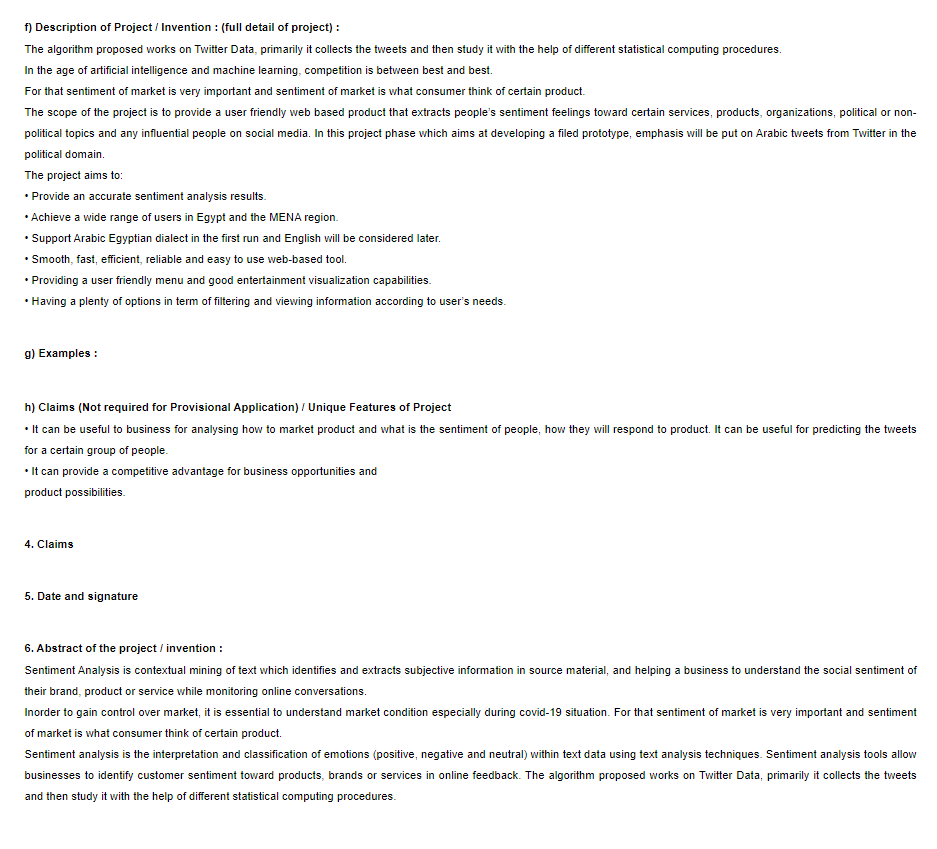 f) Description of Project / Invention : (full detail of project) :
The algorithm proposed works on Twitter Data, primarily it collects the tweets and then study it with the help of different statistical computing procedures.
In the age of artificial intelligence and machine learning, competition is between best and best.
For that sentiment of market is very important and sentiment of market is what consumer think of certain product.
The scope of the project is to provide a user friendly web based product that extracts people's sentiment feelings toward certain services, products, organizations, political or non-
political topics and any influential people on social media. In this project phase which aims at developing a filed prototype, emphasis will be put on Arabic tweets from Twitter in the
political domain.
The project aims to:
• Provide an accurate sentiment analysis results.
• Achieve a wide range of users in Egypt and the MENA region.
• Support Arabic Egyptian dialect in the first run and English will be considered later.
• Smooth, fast, efficient, reliable and easy to use web-based tool.
• Providing a user friendly menu and good entertainment visualization capabilities.
• Having a plenty of options in term of filtering and viewing information according to user's needs.
g) Examples :
h) Claims (Not required for Provisional Application) / Unique Features of Project
• It can be useful to business for analysing how to market product and what is the sentiment of people, how they will respond to product. It can be useful for predicting the tweets
for a certain group of people.
• It can provide a competitive advantage for business opportunities and
product possibilities.
4. Claims
5. Date and signature
6. Abstract of the project / invention :
Sentiment Analysis is contextual mining of text which identifies and extracts subjective information in source material, and helping a business to understand the social sentiment of
their brand, product or service while monitoring online conversations.
Inorder to gain control over market, it is essential to understand market condition especially during covid-19 situation. For that sentiment of market is very important and sentiment
of market is what consumer think of certain product.
Sentiment analysis is the interpretation and classification of emotions (positive, negative and neutral) within text data using text analysis techniques. Sentiment analysis tools allow
businesses to identify customer sentiment toward products, brands or services in online feedback. The algorithm proposed works on Twitter Data, primarily it collects the tweets
and then study it with the help of different statistical computing procedures.